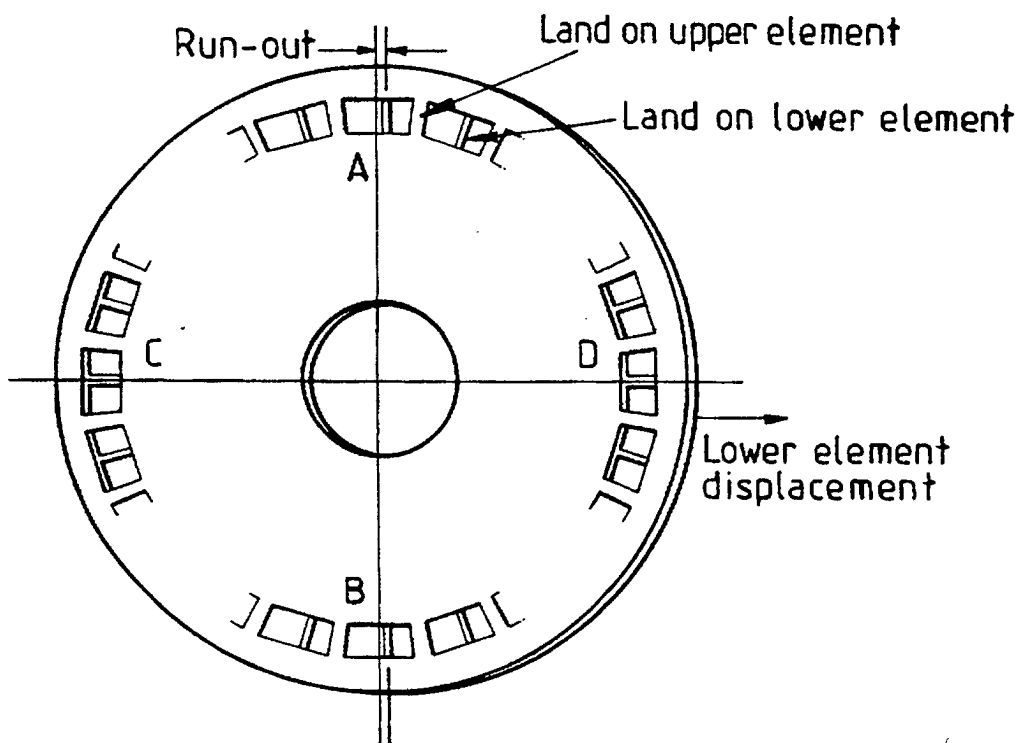 Run-out
Land on upper element
Land on lower element
A
C
D
Lower element
displacement
B